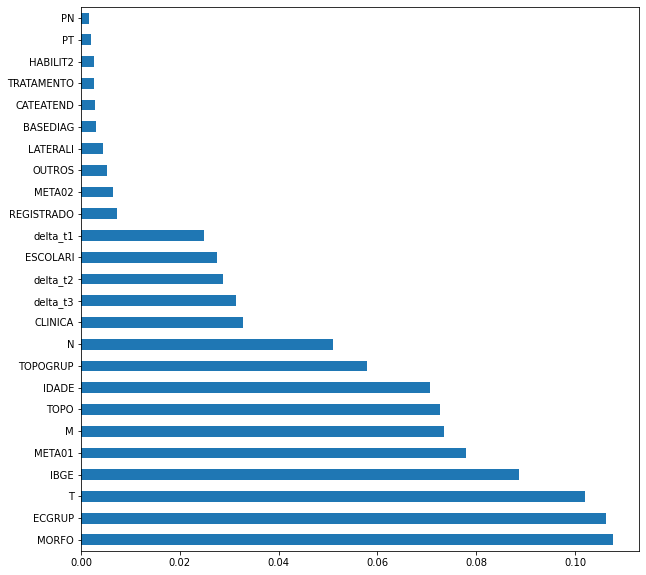 PN
PT
HABILIT2
TRATAMENTO
CATEATEND
BASEDIAG
LATERALI
OUTROS
META02
REGISTRADO
delta_t1
ESCOLARI
delta_t2
delta_t3
CLINICA
N
TOPOGRUP
IDADE
TOPO
M
META01
IBGE
T
ECGRUP
MORFO
0.00 0.02 0.04 0.06 0.08 0.10